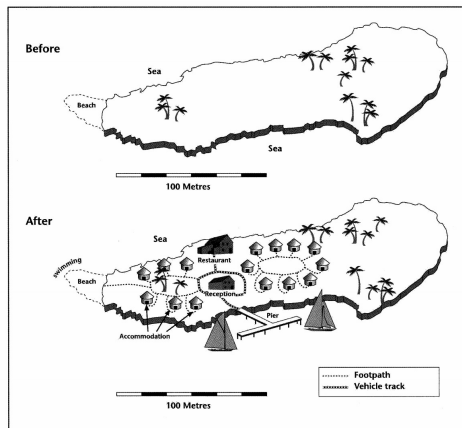 Before
Sea
Beach
Sea
100 Metres
After
Sea
swimming
Restaurant
Beach
Reception
Pier
Accommodation
Footpath
Vehicle track
100 Metres